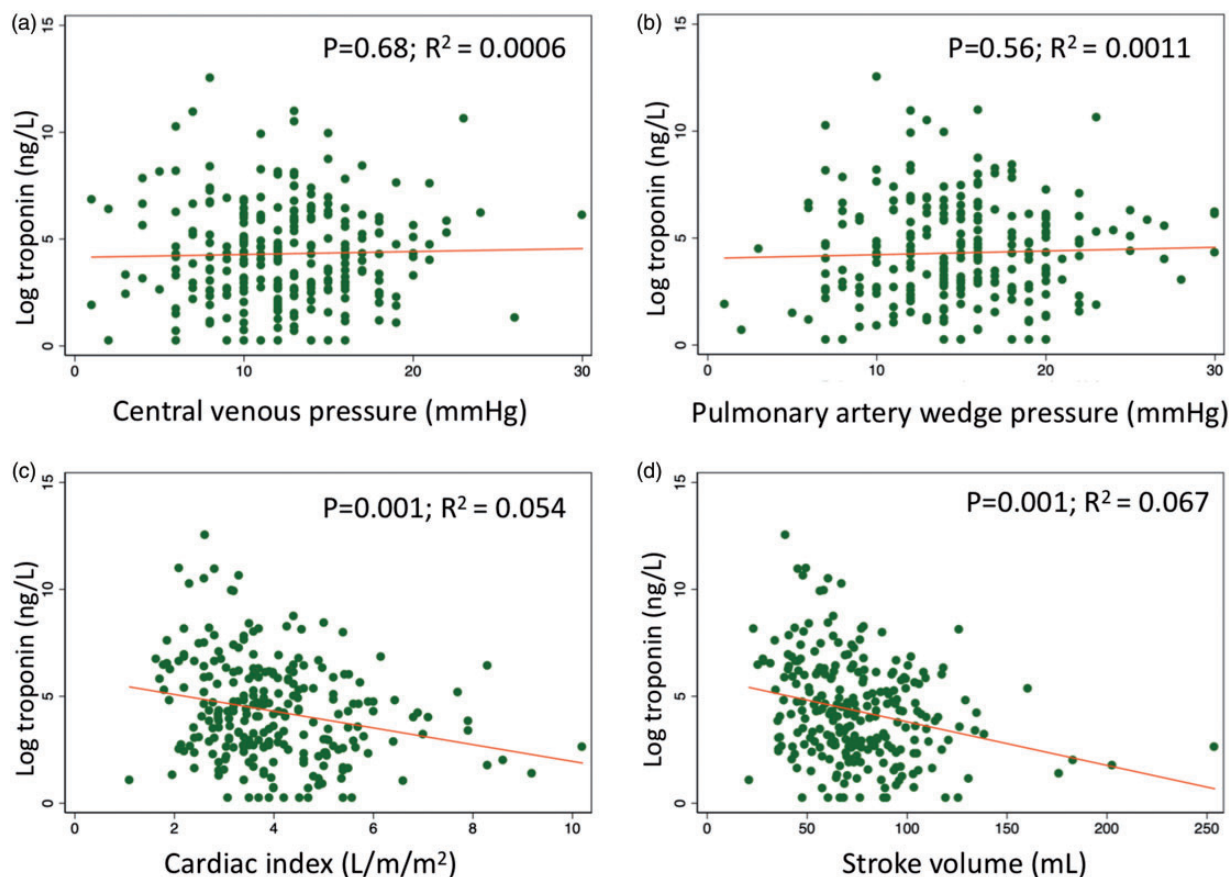 (a)
P=0.68; R² = 0.0006
Log troponin (ng/L)
15
10
5
0
0 10 20 30
Central venous pressure (mmHg)
(b)
P=0.56; R² = 0.0011
Log troponin (ng/L)
15
10
5
0
0 10 20 30
Pulmonary artery wedge pressure (mmHg)
(c)
P=0.001; R² = 0.054
Log troponin (ng/L)
15
10
5
0
0 2 4 6 8 10
Cardiac index (L/m/m²)
(d)
P=0.001; R² = 0.067
Log troponin (ng/L)
15
10
5
0
0 50 100 150 200 250
Stroke volume (mL)